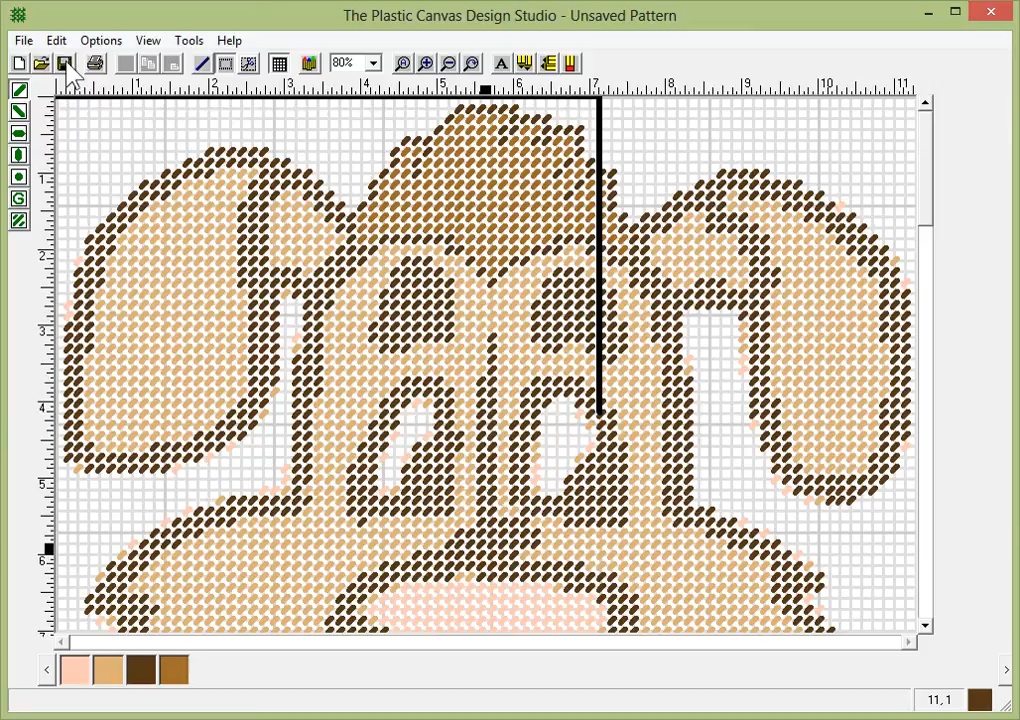 The Plastic Canvas Design Studio - Unsaved Pattern
File Edit Options View Tools Help
80% A
1 2 3 4 5 6 7 8 9 10 11
1
2
3
4
5
6
G
11, 1